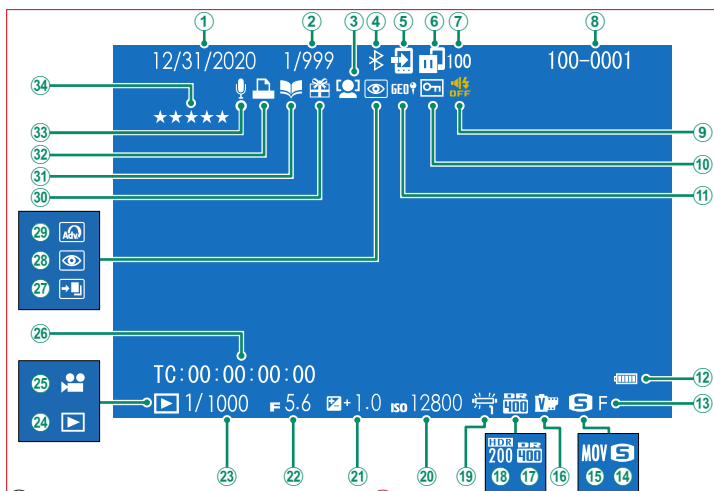 1 2 3 4 5 6 7 8
12/31/2020 1/999 100 100-0001
34 GEO OFF
★★★★★
33 9
32 10
31 11
30
29 Adv.
28
27
26
TC:00:00:00:00 12
25
1/1000 F5.6 +1.0 ISO 12800 DR 400 V S F 13
24 HDR 200 DR 400 MOV S
23 22 21 20 19 18 17 16 15 14